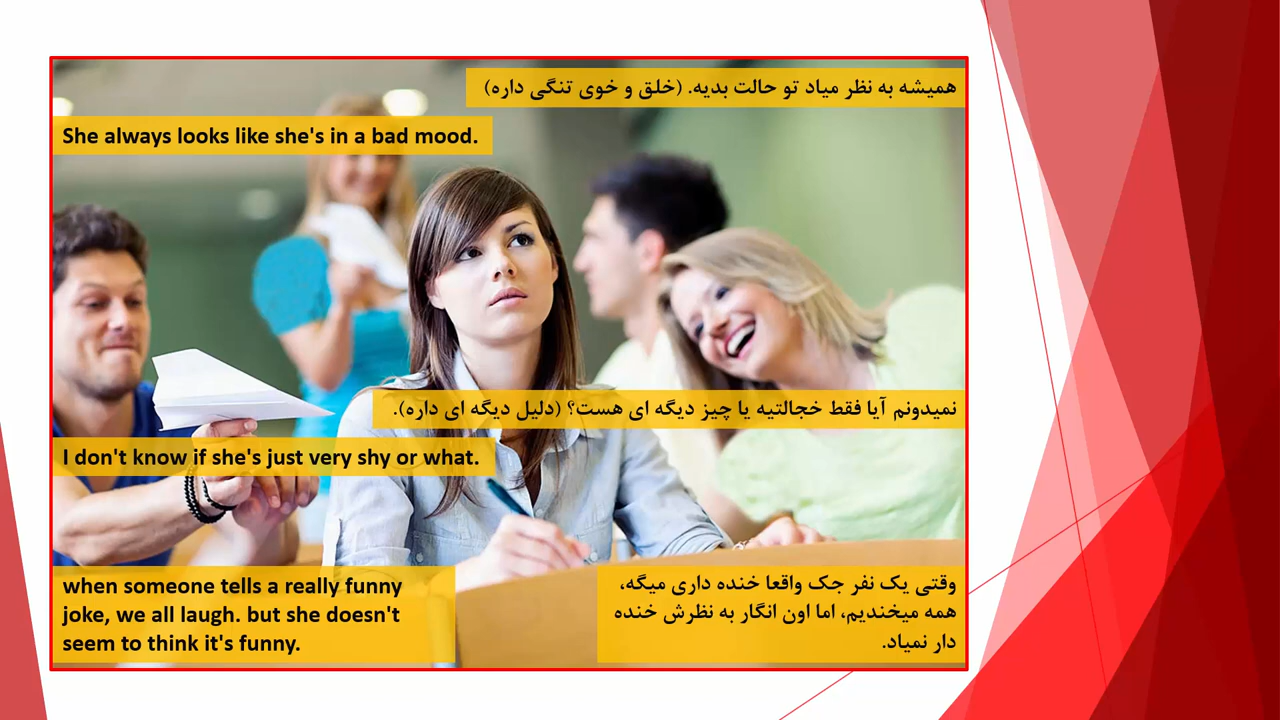 همیشه به نظر میاد تو حالت بدیه. (خلق و خوی تنگی داره)
She always looks like she's in a bad mood.
نمیدونم آیا فقط خجالتیه یا چیز دیگه ای هست؟ (دلیل دیگه ای داره).
I don't know if she's just very shy or what.
when someone tells a really funny
joke, we all laugh. but she doesn't
seem to think it's funny.
وقتی یک نفر جک واقعا خنده داری میگه،
همه میخندیم، اما اون انگار به نظرش خنده
دار نمیاد.